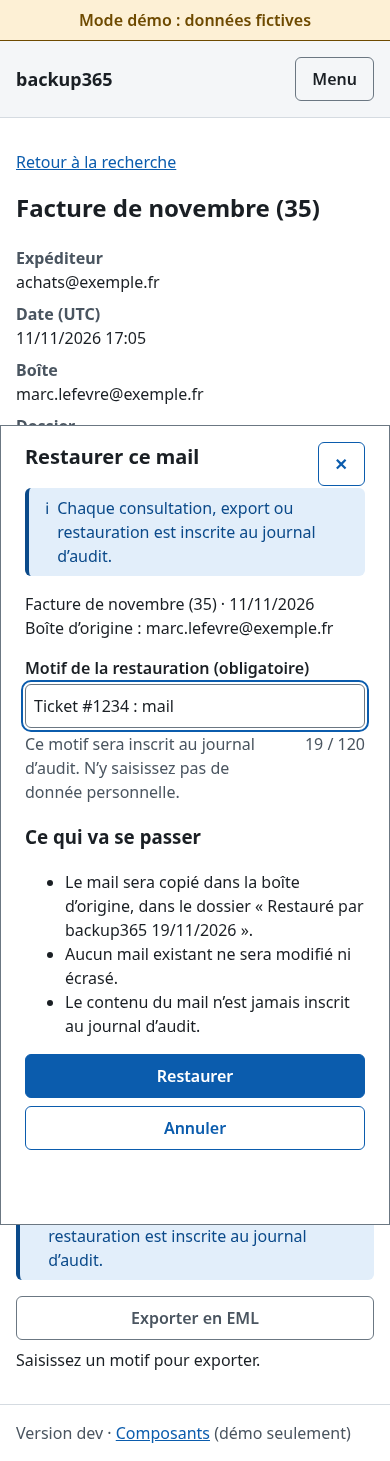 Mode démo : données fictives
backup365
Menu
Retour à la recherche
Facture de novembre (35)
Expéditeur
achats@exemple.fr
Date (UTC)
11/11/2026 17:05
Boîte
marc.lefevre@exemple.fr
Dossier
Restaurer ce mail
×
i Chaque consultation, export ou
restauration est inscrite au journal
d’audit.
Facture de novembre (35) · 11/11/2026
Boîte d’origine : marc.lefevre@exemple.fr
Motif de la restauration (obligatoire)
Ticket #1234 : mail
Ce motif sera inscrit au journal 19 / 120
d’audit. N’y saisissez pas de
donnée personnelle.
Ce qui va se passer
• Le mail sera copié dans la boîte
d’origine, dans le dossier « Restauré par
backup365 19/11/2026 ».
• Aucun mail existant ne sera modifié ni
écrasé.
• Le contenu du mail n’est jamais inscrit
au journal d’audit.
Restaurer
Annuler
restauration est inscrite au journal
d’audit.
Exporter en EML
Saisissez un motif pour exporter.
Version dev · Composants (démo seulement)